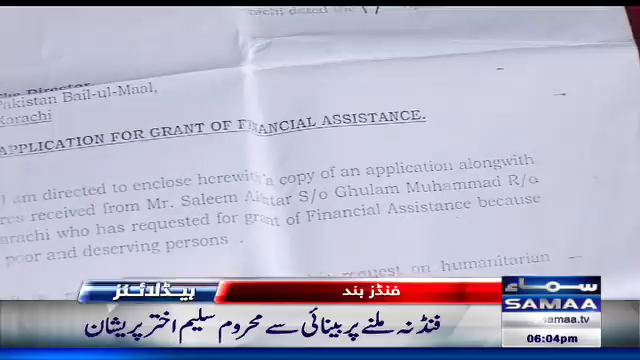 The Director
Pakistan Bail-ul-Maal,
Karachi
APPLICATION FOR GRANT OF FINANCIAL ASSISTANCE.
I am directed to enclose herewith a copy of an application alongwith
received from Mr. Saleem Akhtar S/o Ghulam Muhammad R/o
arachi who has requested for grant of Financial Assistance because
poor and deserving persons .
request on humanitarian
ہیڈلائنز
فنڈز بند
فنڈ نہ ملنے پر بینائی سے محروم سلیم اختر پریشان
سماء
SAMAA
samaa.tv
06:04pm